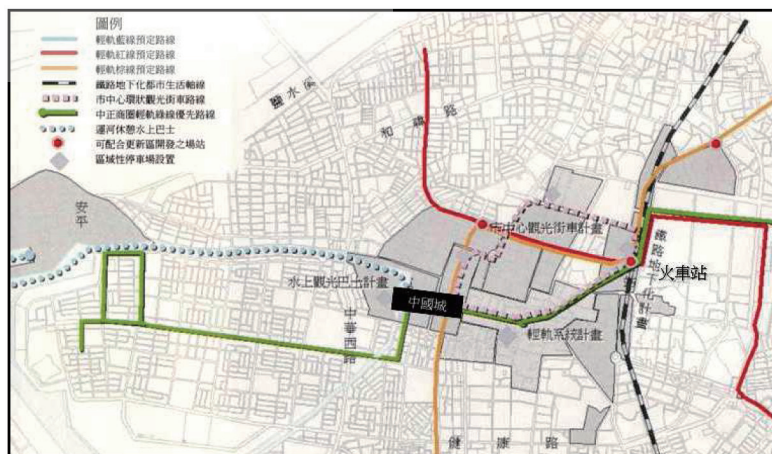 圖例
輕軌藍線預定路線
輕軌紅線預定路線
輕軌棕線預定路線
鐵路地下化都市生活軸線
市中心環狀觀光街車路線
中正商圈輕軌綠線優先路線
運河休憩水上巴士
可配合更新區開發之場站
區域性停車場設置
鹽水溪
和緯路
安平
市中心觀光街車計畫
鐵路地下化計畫
火車站
水上觀光巴士計畫
中國城
中華西路
輕軌系統計畫
健康路